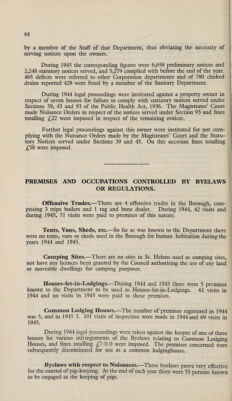 44
by a member of the Staff of that Department, thus obviating the necessity of
serving notices upon the owners.
During 1945 the corresponding figures were 6,658 preliminary notices and
2,248 statutory notices served, and 5,279 complied with before the end of the year.
465 defects were referred to other Corporation departments and of 780 choked
drains reported 428 were freed by a member of the Sanitary Department.
During 1944 legal proceedings were instituted against a property owner in
respect of seven houses for failure to comply with statutory notices served under
Sections 39, 45 and 93 of the Public Health Act, 1936. The Magistrates' Court
made Nuisance Orders in respect of the notices served under Section 93 and fines
totalling £22 were imposed in respect of the remaining notices.
Further legal proceedings against this owner were instituted for not com-
plying with the Nuisance Orders made by the Magistrates' Court and the Statu-
tory Notices served under Sections 39 and 45. On this occasion fines totalling
£58 were imposed.
PREMISES AND OCCUPATIONS CONTROLLED BY BYELAWS
OR REGULATIONS.
Offensive Trades.—There are 4 offensive trades in the Borough, com-
prising 3 tripe boilers and 1 rag and bone dealer. During 1944, 42 visits and
during 1945, 71 visits were paid to premises of this nature.
Tents, Vans, Sheds, etc.—So far as was known to the Department there
were no tents, vans or sheds used in the Borough for human habitation during the
years 1944 and 1945.
Camping Sites.—There are no sites in St. Helens used as camping sites,
nor have any licences been granted by the Council authorising the use of any land
or moveable dwellings for camping purposes.
Houses-let-in-Lodgings.—During 1944 and 1945 there were 5 premises
known to the Department to be used as Houses-let-in-Lodgings. 61 visits in
1944 and no visits in 1945 were paid to these premises.
Common Lodging Houses.—The number of premises registered in 1944
was 5, and in 1945 5. 101 visits of inspection were made in 1944 and 69 visits in
1945.
During 1944 legal proceedings were taken against the keeper of one of these
houses for various infringements of the Byelaws relating to Common Lodging
Houses, and fines totalling were imposed. The premises concerned were
subsequently discontinued for use as a common lodginghouse.
Byelaws with respect to Nuisances.—These byelaws prove very effective
for the control of pig-keeping. At the end of each year there were 55 persons known
to be engaged in the keeping of pigs.